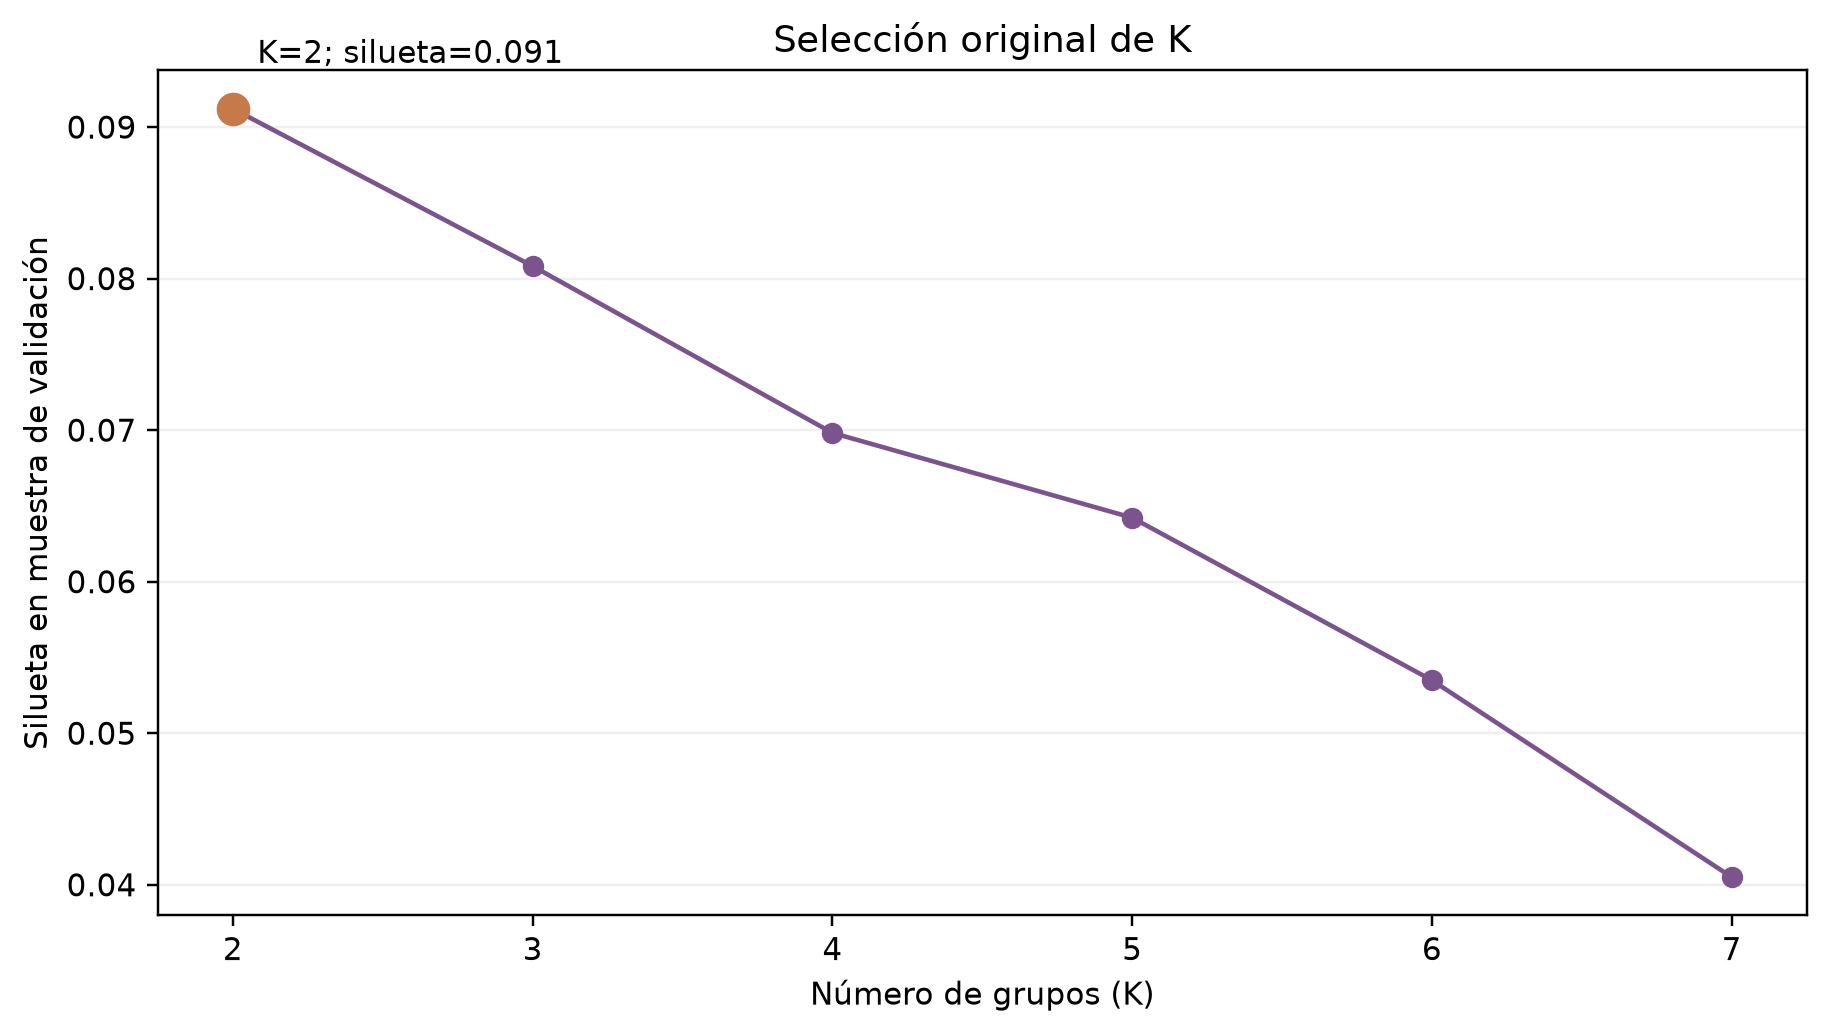 Selección original de K
K=2; silueta=0.091
Silueta en muestra de validación
0.09
0.08
0.07
0.06
0.05
0.04
2 3 4 5 6 7
Número de grupos (K)